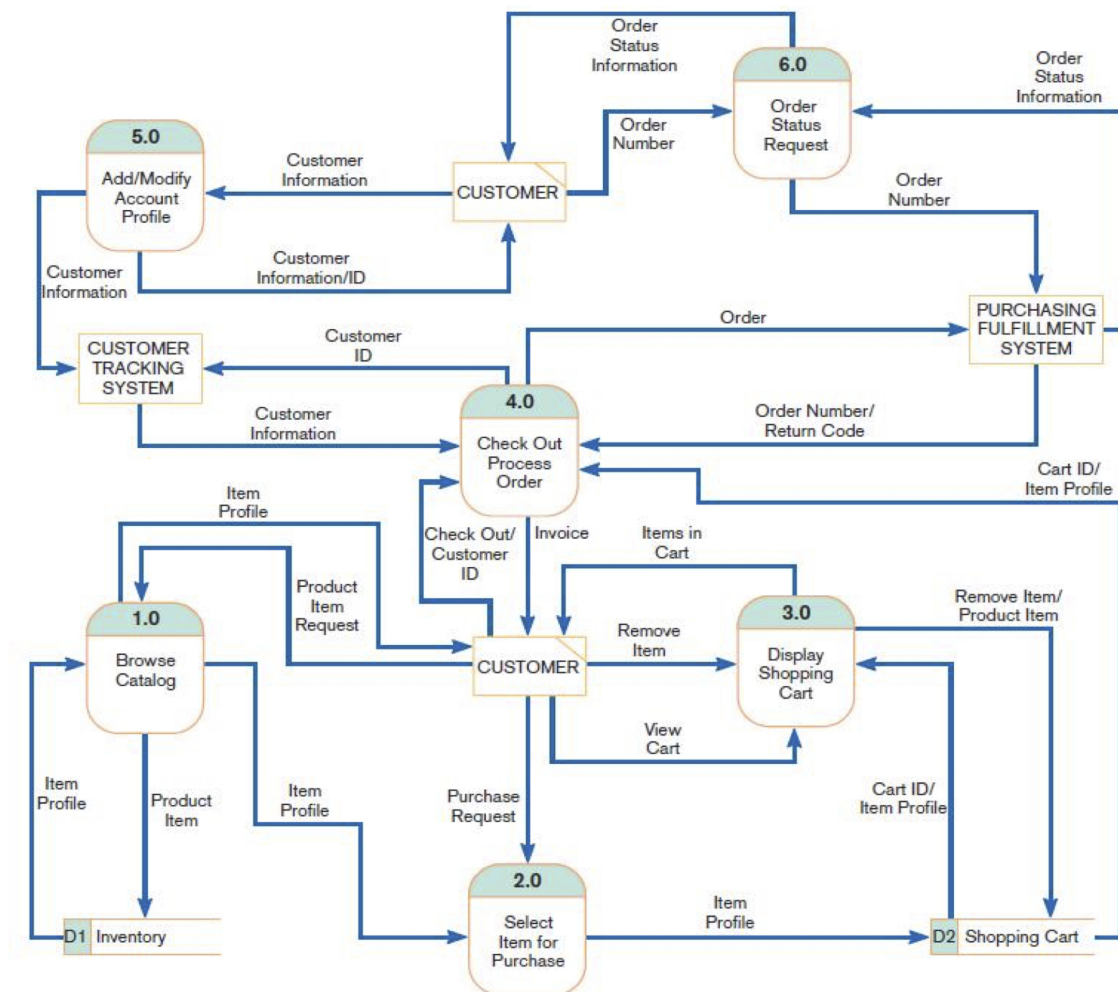 Order
Status
Information
6.0
Order
Status
Request
Order
Status
Information
5.0
Add/Modify
Account
Profile
Customer
Information
CUSTOMER
Order
Number
Order
Number
Customer
Information
Customer
Information/ID
CUSTOMER
TRACKING
SYSTEM
Customer
ID
Order
PURCHASING
FULFILLMENT
SYSTEM
Customer
Information
4.0
Check Out
Process
Order
Order Number/
Return Code
Cart ID/
Item Profile
Item
Profile
Check Out/
Customer
ID
Invoice
Items in
Cart
Product
Item
Request
1.0
Browse
Catalog
CUSTOMER
Remove
Item
3.0
Display
Shopping
Cart
Remove Item/
Product Item
View
Cart
Item
Profile
Product
Item
Item
Profile
Purchase
Request
Cart ID/
Item Profile
2.0
Select
Item for
Purchase
Item
Profile
D1 Inventory
D2 Shopping Cart